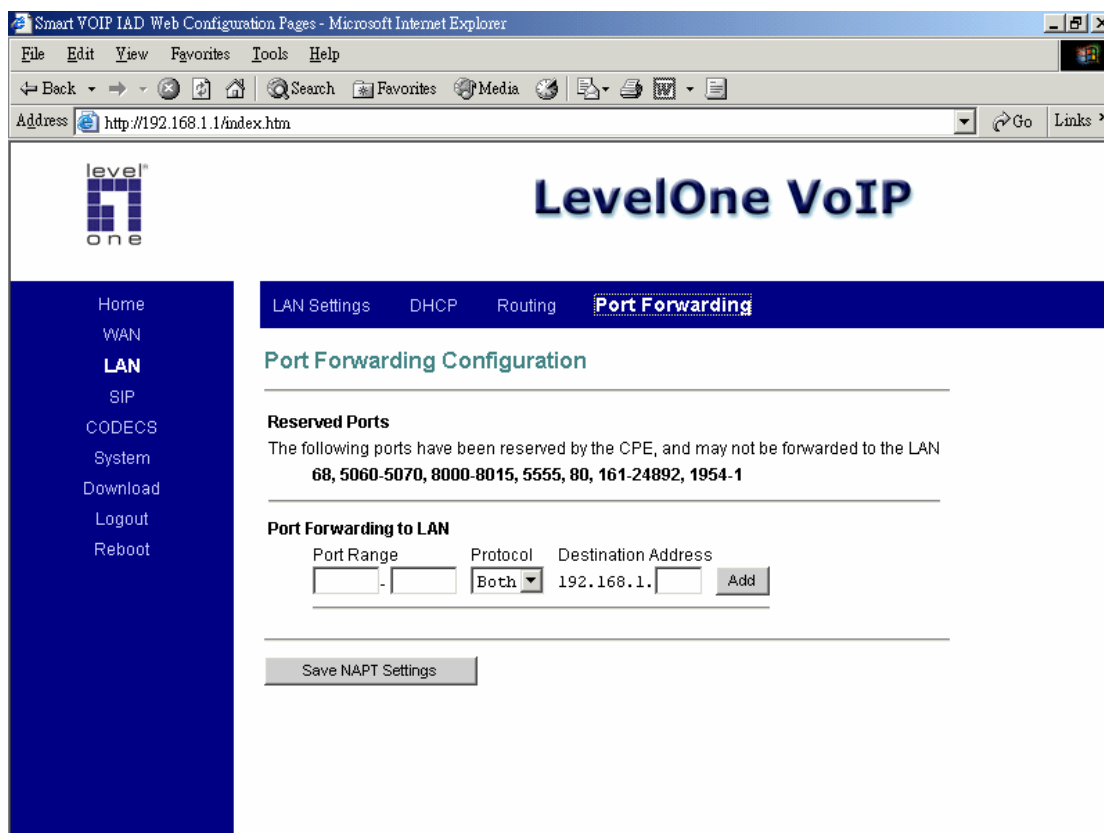 Smart VOIP IAD Web Configuration Pages - Microsoft Internet Explorer
File Edit View Favorites Tools Help
Back Search Favorites Media
Address http://192.168.1.1/index.htm Go Links
level
one
LevelOne VoIP
Home
WAN
LAN
SIP
CODECS
System
Download
Logout
Reboot
LAN Settings DHCP Routing Port Forwarding
Port Forwarding Configuration
Reserved Ports
The following ports have been reserved by the CPE, and may not be forwarded to the LAN
68, 5060-5070, 8000-8015, 5555, 80, 161-24892, 1954-1
Port Forwarding to LAN
Port Range Protocol Destination Address
- Both 192.168.1. Add
Save NAPT Settings